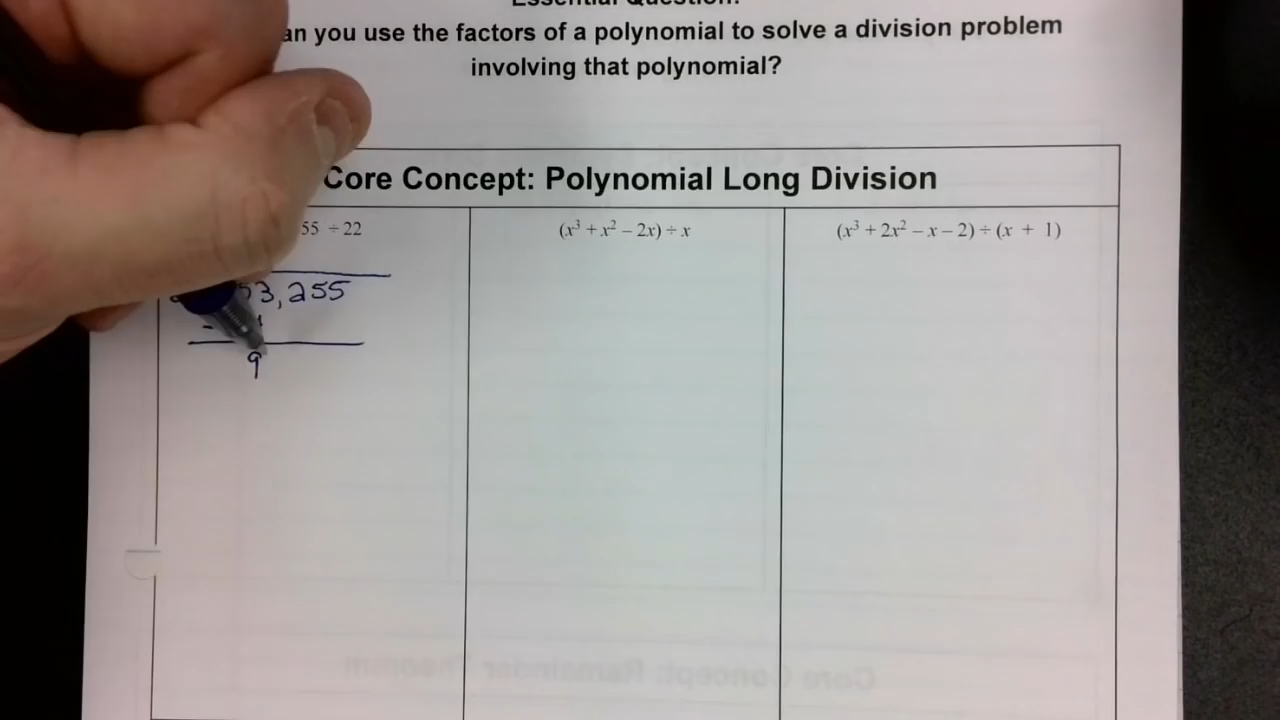 an you use the factors of a polynomial to solve a division problem
involving that polynomial?
Core Concept: Polynomial Long Division
55 ÷ 22
(x³ + x² – 2x) ÷ x
(x³ + 2x² – x – 2) ÷ (x + 1)
3,255
-
9